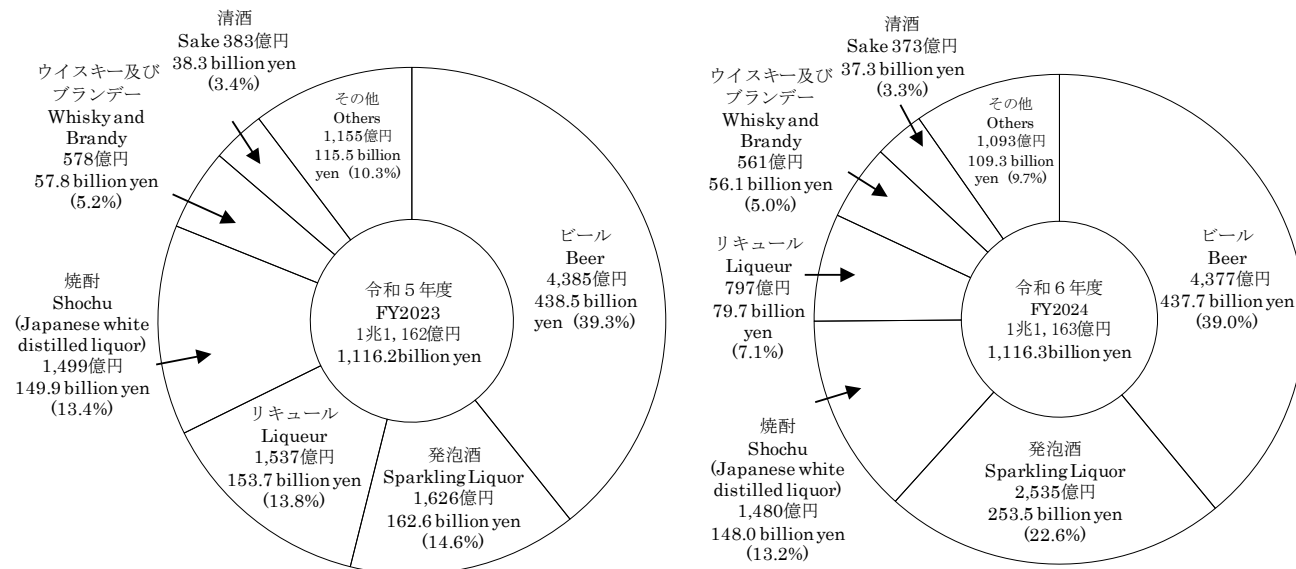 清酒
Sake 383億円
38.3 billion yen
(3.4%)
ウイスキー及び
ブランデー
Whisky and
Brandy
578億円
57.8 billion yen
(5.2%)
その他
Others
1,155億円
115.5 billion
yen (10.3%)
ビール
Beer
4,385億円
438.5 billion
yen (39.3%)
焼酎
Shochu
(Japanese white
distilled liquor)
1,499億円
149.9 billion yen
(13.4%)
令和５年度
FY2023
1兆1, 162億円
1,116.2billion yen
リキュール
Liqueur
1,537億円
153.7 billion yen
(13.8%)
発泡酒
Sparkling Liquor
1,626億円
162.6 billion yen
(14.6%)
清酒
Sake 373億円
37.3 billion yen
(3.3%)
ウイスキー及び
ブランデー
Whisky and
Brandy
561億円
56.1 billion yen
(5.0%)
その他
Others
1,093億円
109.3 billion
yen (9.7%)
ビール
Beer
4,377億円
437.7 billion
yen (39.0%)
リキュール
Liqueur
797億円
79.7 billion
yen
(7.1%)
令和６年度
FY2024
1兆1, 163億円
1,116.3billion yen
焼酎
Shochu
(Japanese white
distilled liquor)
1,480億円
148.0 billion yen
(13.2%)
発泡酒
Sparkling Liquor
2,535億円
253.5 billion yen
(22.6%)